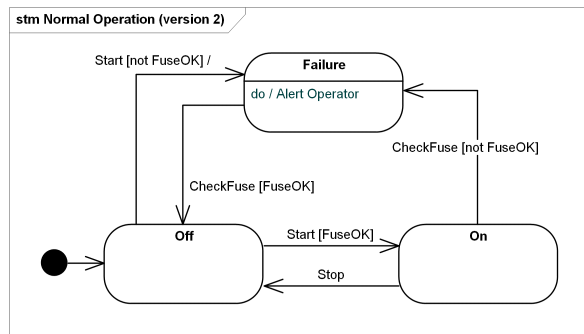 stm Normal Operation (version 2)
Start [not FuseOK] /
Failure
do / Alert Operator
CheckFuse [not FuseOK]
CheckFuse [FuseOK]
Off
Start [FuseOK]
On
Stop